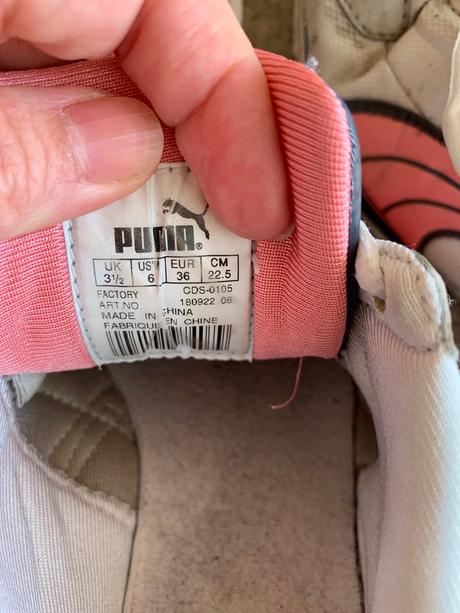 PUMA®
UK US'W EUR CM
3½ 6 36 22.5
FACTORY CDS-0105
ART.NO. 180922 06
MADE IN CHINA
FABRIQUE EN CHINE